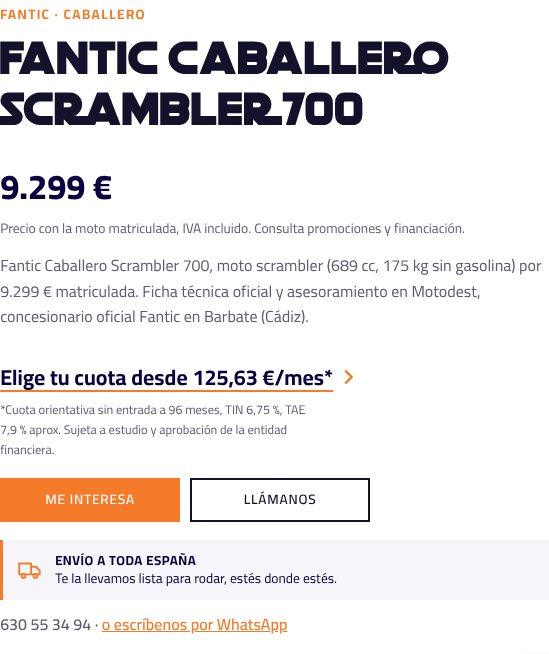 FANTIC · CABALLERO
FANTIC CABALLERO
SCRAMBLER 700
9.299 €
Precio con la moto matriculada, IVA incluido. Consulta promociones y financiación.
Fantic Caballero Scrambler 700, moto scrambler (689 cc, 175 kg sin gasolina) por
9.299 € matriculada. Ficha técnica oficial y asesoramiento en Motodest,
concesionario oficial Fantic en Barbate (Cádiz).
Elige tu cuota desde 125,63 €/mes*
*Cuota orientativa sin entrada a 96 meses, TIN 6,75 %, TAE
7,9 % aprox. Sujeta a estudio y aprobación de la entidad
financiera.
ME INTERESA LLÁMANOS
ENVÍO A TODA ESPAÑA
Te la llevamos lista para rodar, estés donde estés.
630 55 34 94 · o escríbenos por WhatsApp